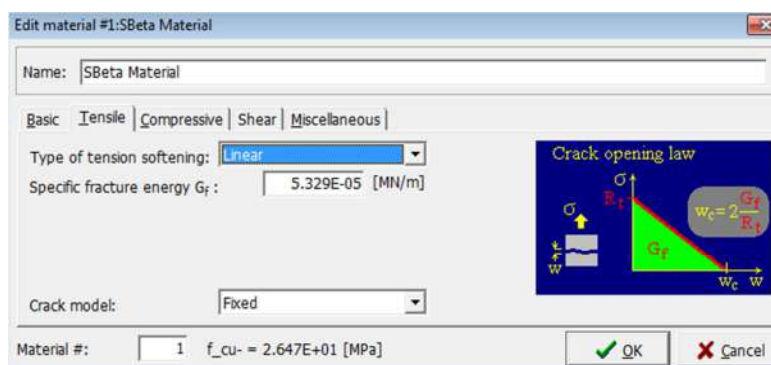 Edit material #1:SBeta Material
Name: SBeta Material
Basic Tensile Compressive Shear Miscellaneous
Type of tension softening: Linear
Specific fracture energy Gf : 5.329E-05 [MN/m]
Crack model: Fixed
Crack opening law
σ
Rt
σ
wc=2 Gf
Rt
Gf
w
wc w
Material #: 1 f_cu- = 2.647E+01 [MPa]
OK Cancel